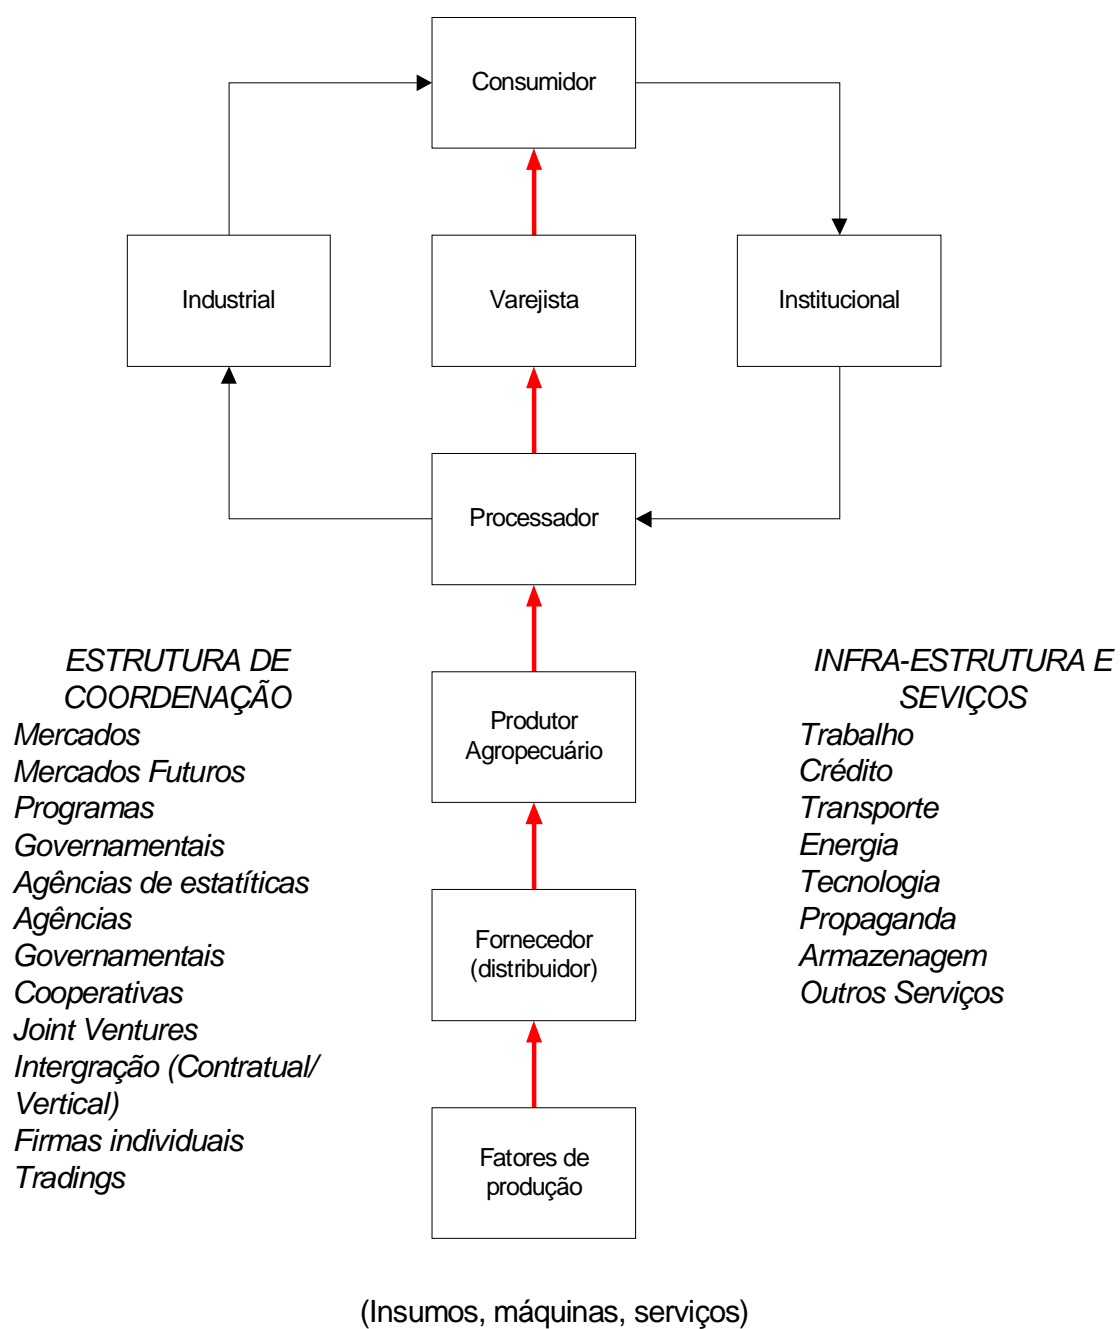 Consumidor
Industrial
Varejista
Institucional
Processador
ESTRUTURA DE
COORDENAÇÃO
Mercados
Mercados Futuros
Programas
Governamentais
Agências de estatíticas
Agências
Governamentais
Cooperativas
Joint Ventures
Intergração (Contratual/
Vertical)
Firmas individuais
Tradings
Produtor
Agropecuário
Fornecedor
(distribuidor)
Fatores de
produção
INFRA-ESTRUTURA E
SEVIÇOS
Trabalho
Crédito
Transporte
Energia
Tecnologia
Propaganda
Armazenagem
Outros Serviços
(Insumos, máquinas, serviços)